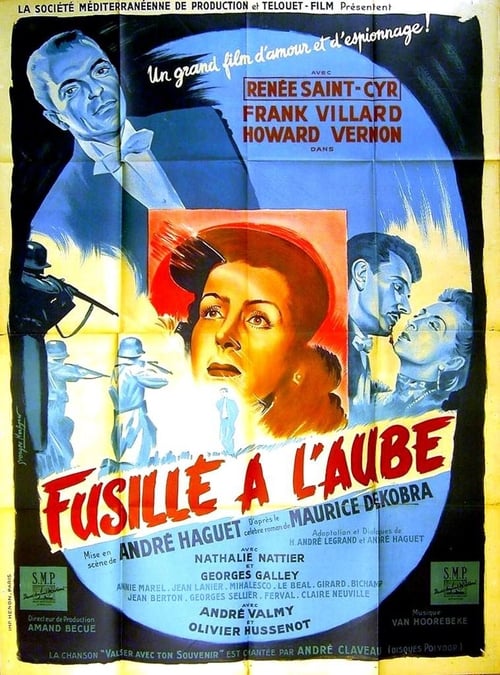 LA SOCIÉTÉ MÉDITERRANÉENNE DE PRODUCTION et TELOUET-FILM Présentent
Un grand film d'amour et d'espionnage!
AVEC
RENÉE SAINT-CYR
FRANK VILLARD
HOWARD VERNON
DANS
FUSILLÉ A L'AUBE
Mise en
scène de
ANDRÉ HAGUET
D'après le
célèbre roman de
MAURICE DEKOBRA
Adaptation et Dialogues de
H. ANDRÉ LEGRAND et ANDRÉ HAGUET
AVEC
NATHALIE NATTIER
ET
GEORGES GALLEY
ANNIE MAREL. JEAN LANIER. MIHALESCO. LE BEAL. GIRARD. BICHAMP
JEAN BERTON. GEORGES SELLIER. FERVAL. CLAIRE NEUVILLE
AVEC
ANDRÉ VALMY
ET
OLIVIER HUSSENOT
S.M.P.
Directeur de Production
AMAND BECUE
S.M.P.
Musique
VAN HOOREBEKE
LA CHANSON "VALSER AVEC TON SOUVENIR" EST CHANTÉE PAR ANDRÉ CLAVEAU (DISQUES POLYDOR)
IMP. HENON. PARIS